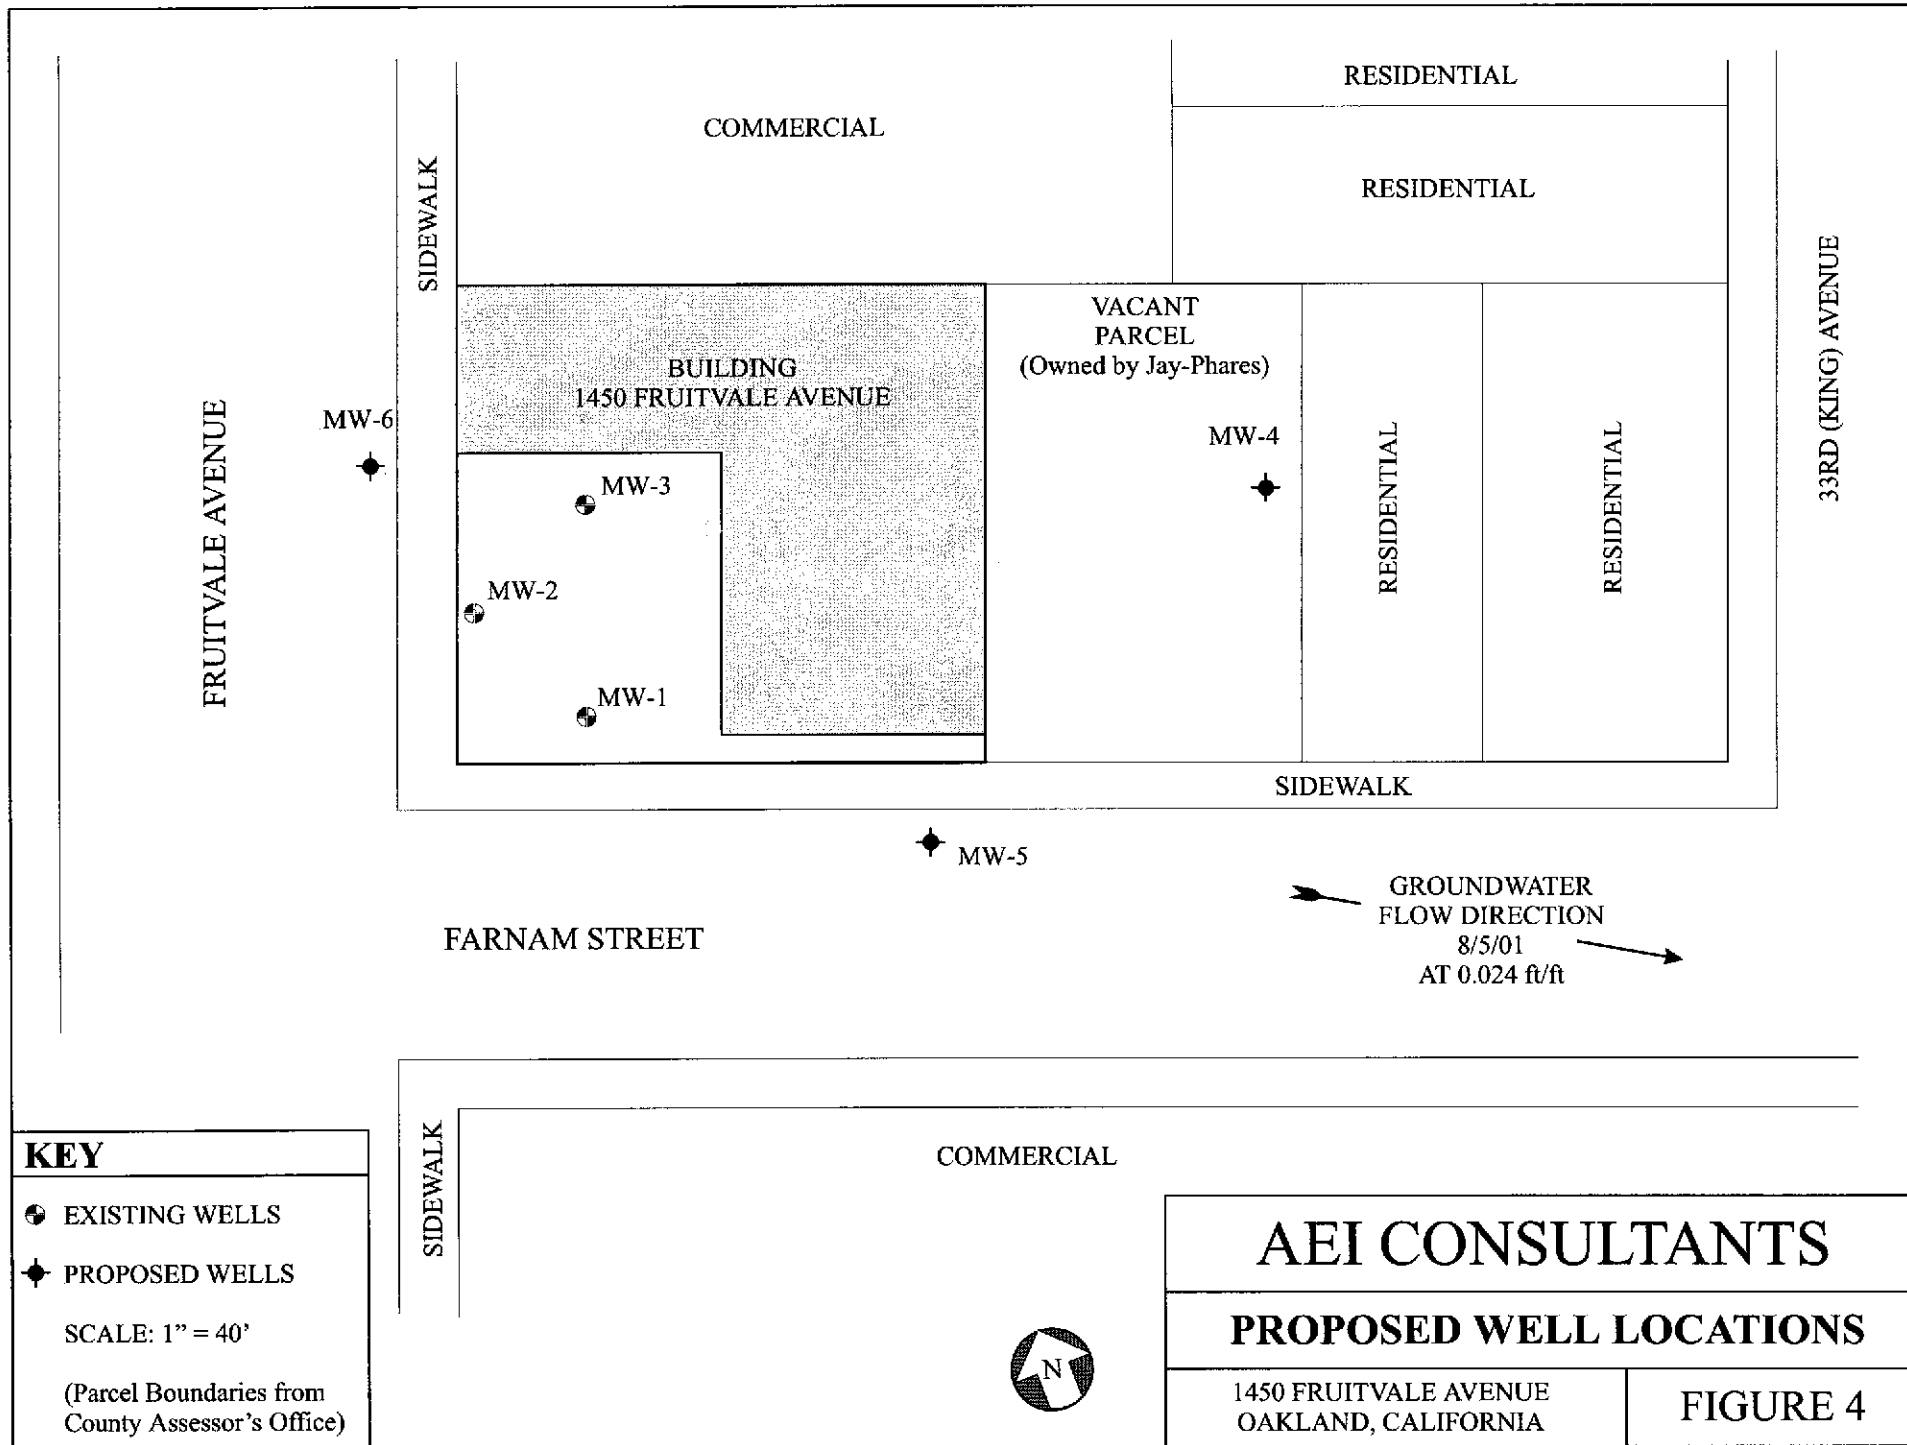 RESIDENTIAL
COMMERCIAL
RESIDENTIAL
SIDEWALK
VACANT
PARCEL
(Owned by Jay-Phares)
BUILDING
1450 FRUITVALE AVENUE
33RD (KING) AVENUE
FRUITVALE AVENUE
MW-6
MW-4
RESIDENTIAL
RESIDENTIAL
MW-3
MW-2
MW-1
SIDEWALK
MW-5
GROUNDWATER
FLOW DIRECTION
8/5/01
AT 0.024 ft/ft
FARNAM STREET
SIDEWALK
COMMERCIAL
KEY
EXISTING WELLS
PROPOSED WELLS
SCALE: 1” = 40’
(Parcel Boundaries from
County Assessor’s Office)
N
AEI CONSULTANTS
PROPOSED WELL LOCATIONS
1450 FRUITVALE AVENUE
OAKLAND, CALIFORNIA
FIGURE 4